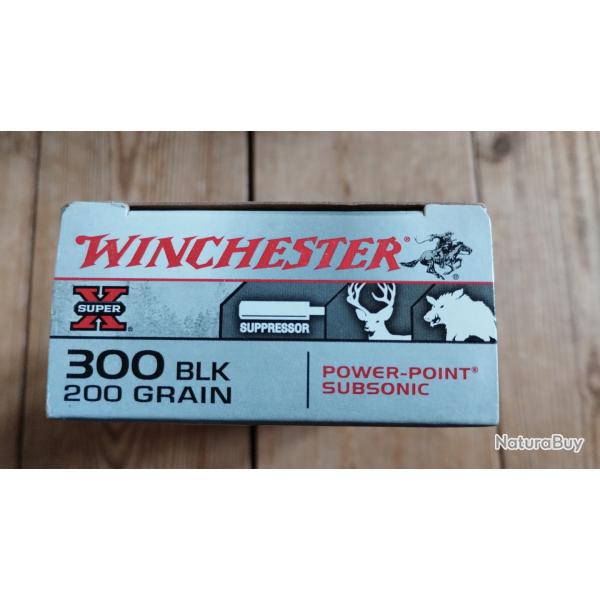 WINCHESTER®
SUPER X®
SUPPRESSOR
300 BLK
200 GRAIN
POWER-POINT®
SUBSONIC
NaturaBuy